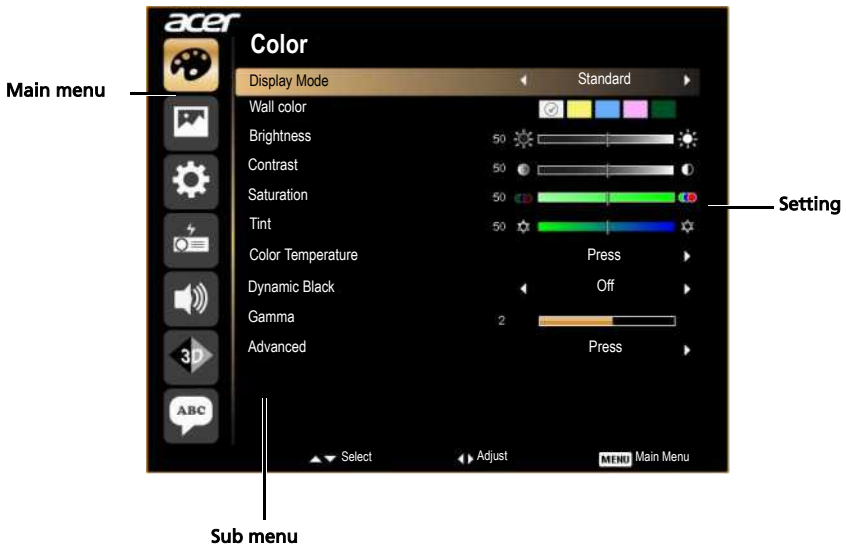 acer
Color
Main menu
Display Mode Standard
Wall color
Brightness 50
Contrast 50
Saturation 50
Setting
Tint 50
Color Temperature Press
Dynamic Black Off
Gamma 2
3D
Advanced Press
ABC
Select Adjust MENU Main Menu
Sub menu